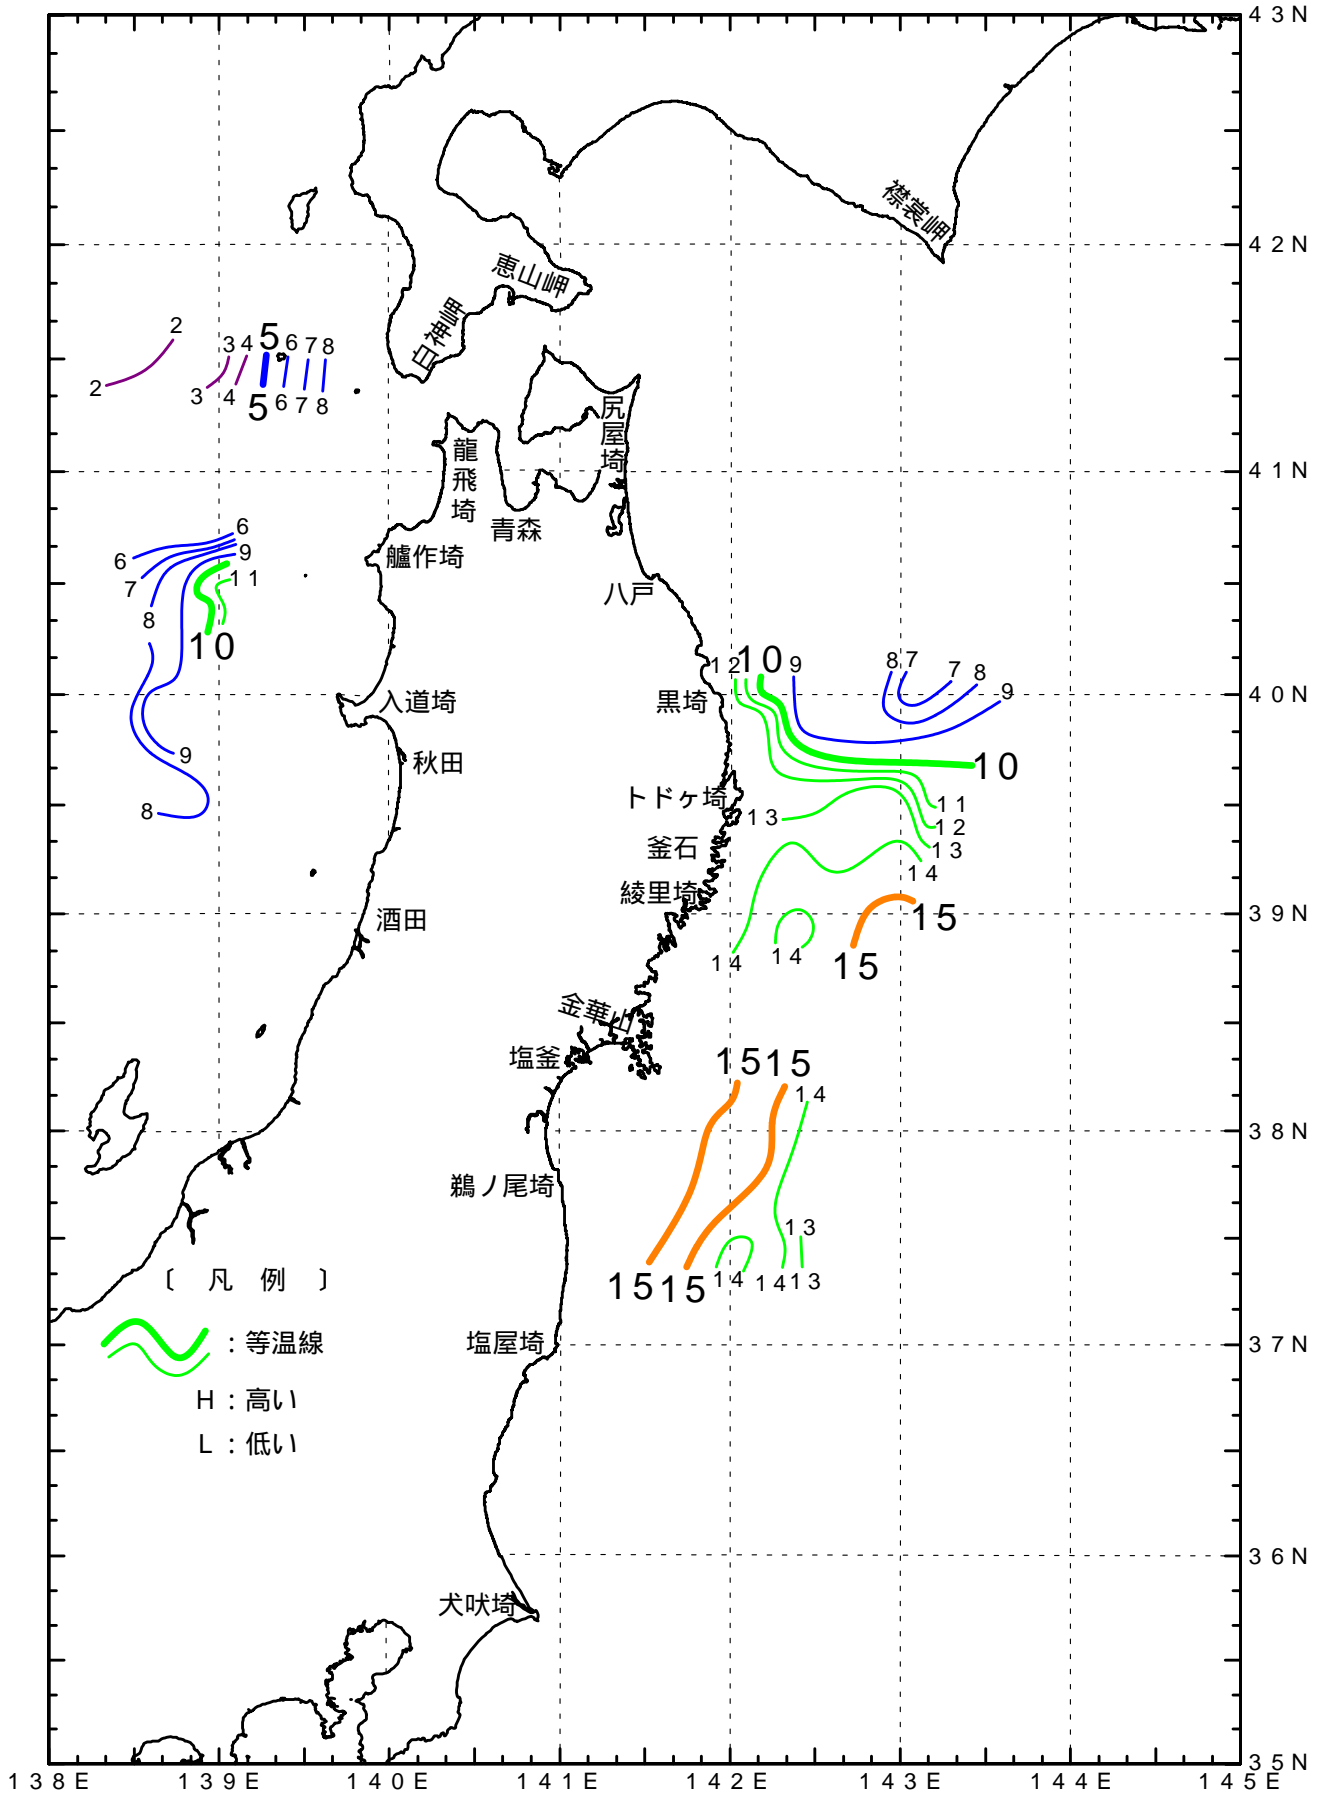 43N
襟裳岬
42N
恵山岬
白神岬
2
3 4 5 6 7 8
2
3 4 5 6 7 8
尻屋埼
龍飛埼
41N
青森
6
6
9
艫作埼
7
11
八戸
8
10
12 10 9 8 7 7 8 9
40N
入道埼
黒埼
9
秋田
10
トドヶ埼
8
13
11
12
釜石
13
14
綾里埼
39N
酒田
15
14 14 15
金華山
塩釜
15 15 14
38N
鵜ノ尾埼
13
〔 凡 例 〕
15 15 14 14 13
：等温線
塩屋埼
37N
H：高い
L：低い
36N
犬吠埼
35N
138E 139E 140E 141E 142E 143E 144E 145E